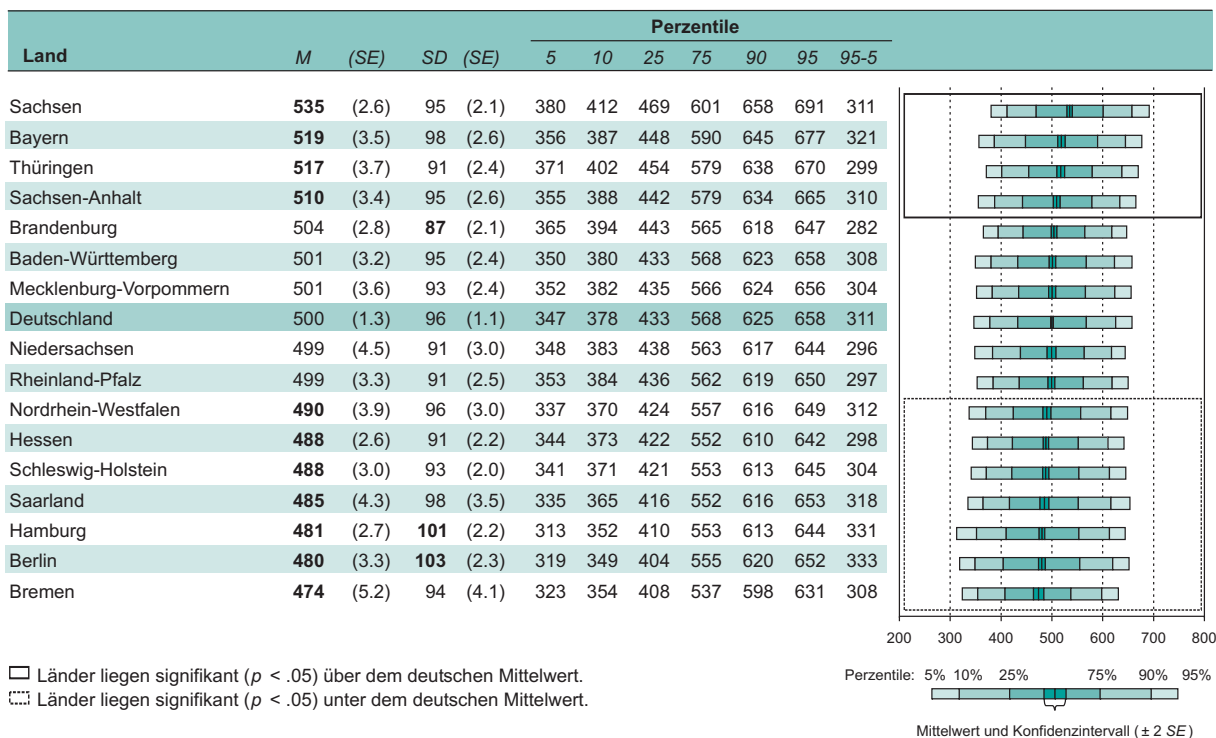 Perzentile
Land M (SE) SD (SE) 5 10 25 75 90 95 95-5
Sachsen 535 (2.6) 95 (2.1) 380 412 469 601 658 691 311
Bayern 519 (3.5) 98 (2.6) 356 387 448 590 645 677 321
Thüringen 517 (3.7) 91 (2.4) 371 402 454 579 638 670 299
Sachsen-Anhalt 510 (3.4) 95 (2.6) 355 388 442 579 634 665 310
Brandenburg 504 (2.8) 87 (2.1) 365 394 443 565 618 647 282
Baden-Württemberg 501 (3.2) 95 (2.4) 350 380 433 568 623 658 308
Mecklenburg-Vorpommern 501 (3.6) 93 (2.4) 352 382 435 566 624 656 304
Deutschland 500 (1.3) 96 (1.1) 347 378 433 568 625 658 311
Niedersachsen 499 (4.5) 91 (3.0) 348 383 438 563 617 644 296
Rheinland-Pfalz 499 (3.3) 91 (2.5) 353 384 436 562 619 650 297
Nordrhein-Westfalen 490 (3.9) 96 (3.0) 337 370 424 557 616 649 312
Hessen 488 (2.6) 91 (2.2) 344 373 422 552 610 642 298
Schleswig-Holstein 488 (3.0) 93 (2.0) 341 371 421 553 613 645 304
Saarland 485 (4.3) 98 (3.5) 335 365 416 552 616 653 318
Hamburg 481 (2.7) 101 (2.2) 313 352 410 553 613 644 331
Berlin 480 (3.3) 103 (2.3) 319 349 404 555 620 652 333
Bremen 474 (5.2) 94 (4.1) 323 354 408 537 598 631 308
200 300 400 500 600 700 800
Länder liegen signifikant (p < .05) über dem deutschen Mittelwert.
Länder liegen signifikant (p < .05) unter dem deutschen Mittelwert.
Perzentile: 5% 10% 25% 75% 90% 95%
Mittelwert und Konfidenzintervall (± 2 SE)